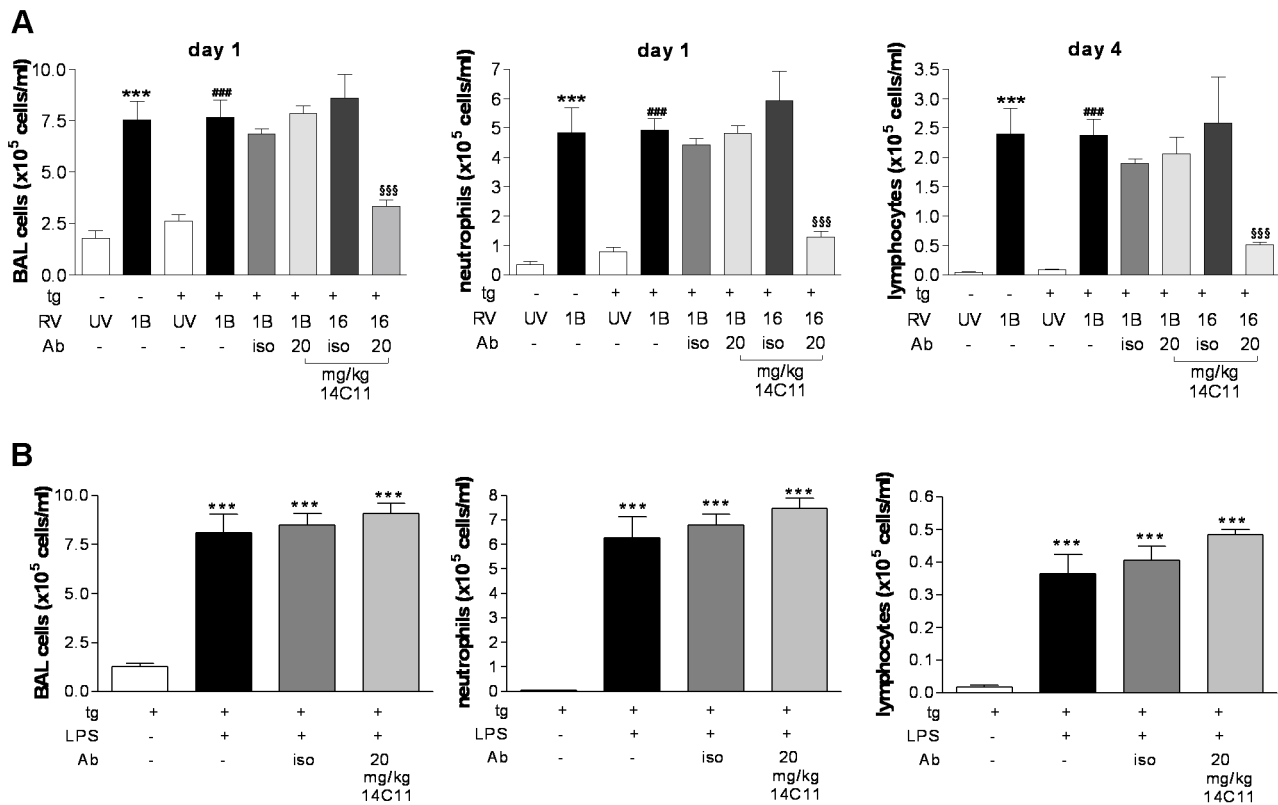 A
day 1
day 1
day 4
BAL cells (x10⁵ cells/ml)
10.0
7.5
5.0
2.5
0.0
***
###
§§§
tg - - + + + + + +
RV UV 1B UV 1B 1B 1B 16 16
Ab - - - - iso 20 iso 20
mg/kg
14C11
neutrophils (x10⁵ cells/ml)
7
6
5
4
3
2
1
0
***
###
§§§
tg - - + + + + + +
RV UV 1B UV 1B 1B 1B 16 16
Ab - - - - iso 20 iso 20
mg/kg
14C11
lymphocytes (x10⁵ cells/ml)
3.5
3.0
2.5
2.0
1.5
1.0
0.5
0.0
***
###
§§§
tg - - + + + + + +
RV UV 1B UV 1B 1B 1B 16 16
Ab - - - - iso 20 iso 20
mg/kg
14C11
B
BAL cells (x10⁵ cells/ml)
10.0
7.5
5.0
2.5
0.0
*** *** ***
tg + + + +
LPS - + + +
Ab - - iso 20
mg/kg
14C11
neutrophils (x10⁵ cells/ml)
8
7
6
5
4
3
2
1
0
*** *** ***
tg + + + +
LPS - + + +
Ab - - iso 20
mg/kg
14C11
lymphocytes (x10⁵ cells/ml)
0.6
0.5
0.4
0.3
0.2
0.1
0.0
*** *** ***
tg + + + +
LPS - + + +
Ab - - iso 20
mg/kg
14C11